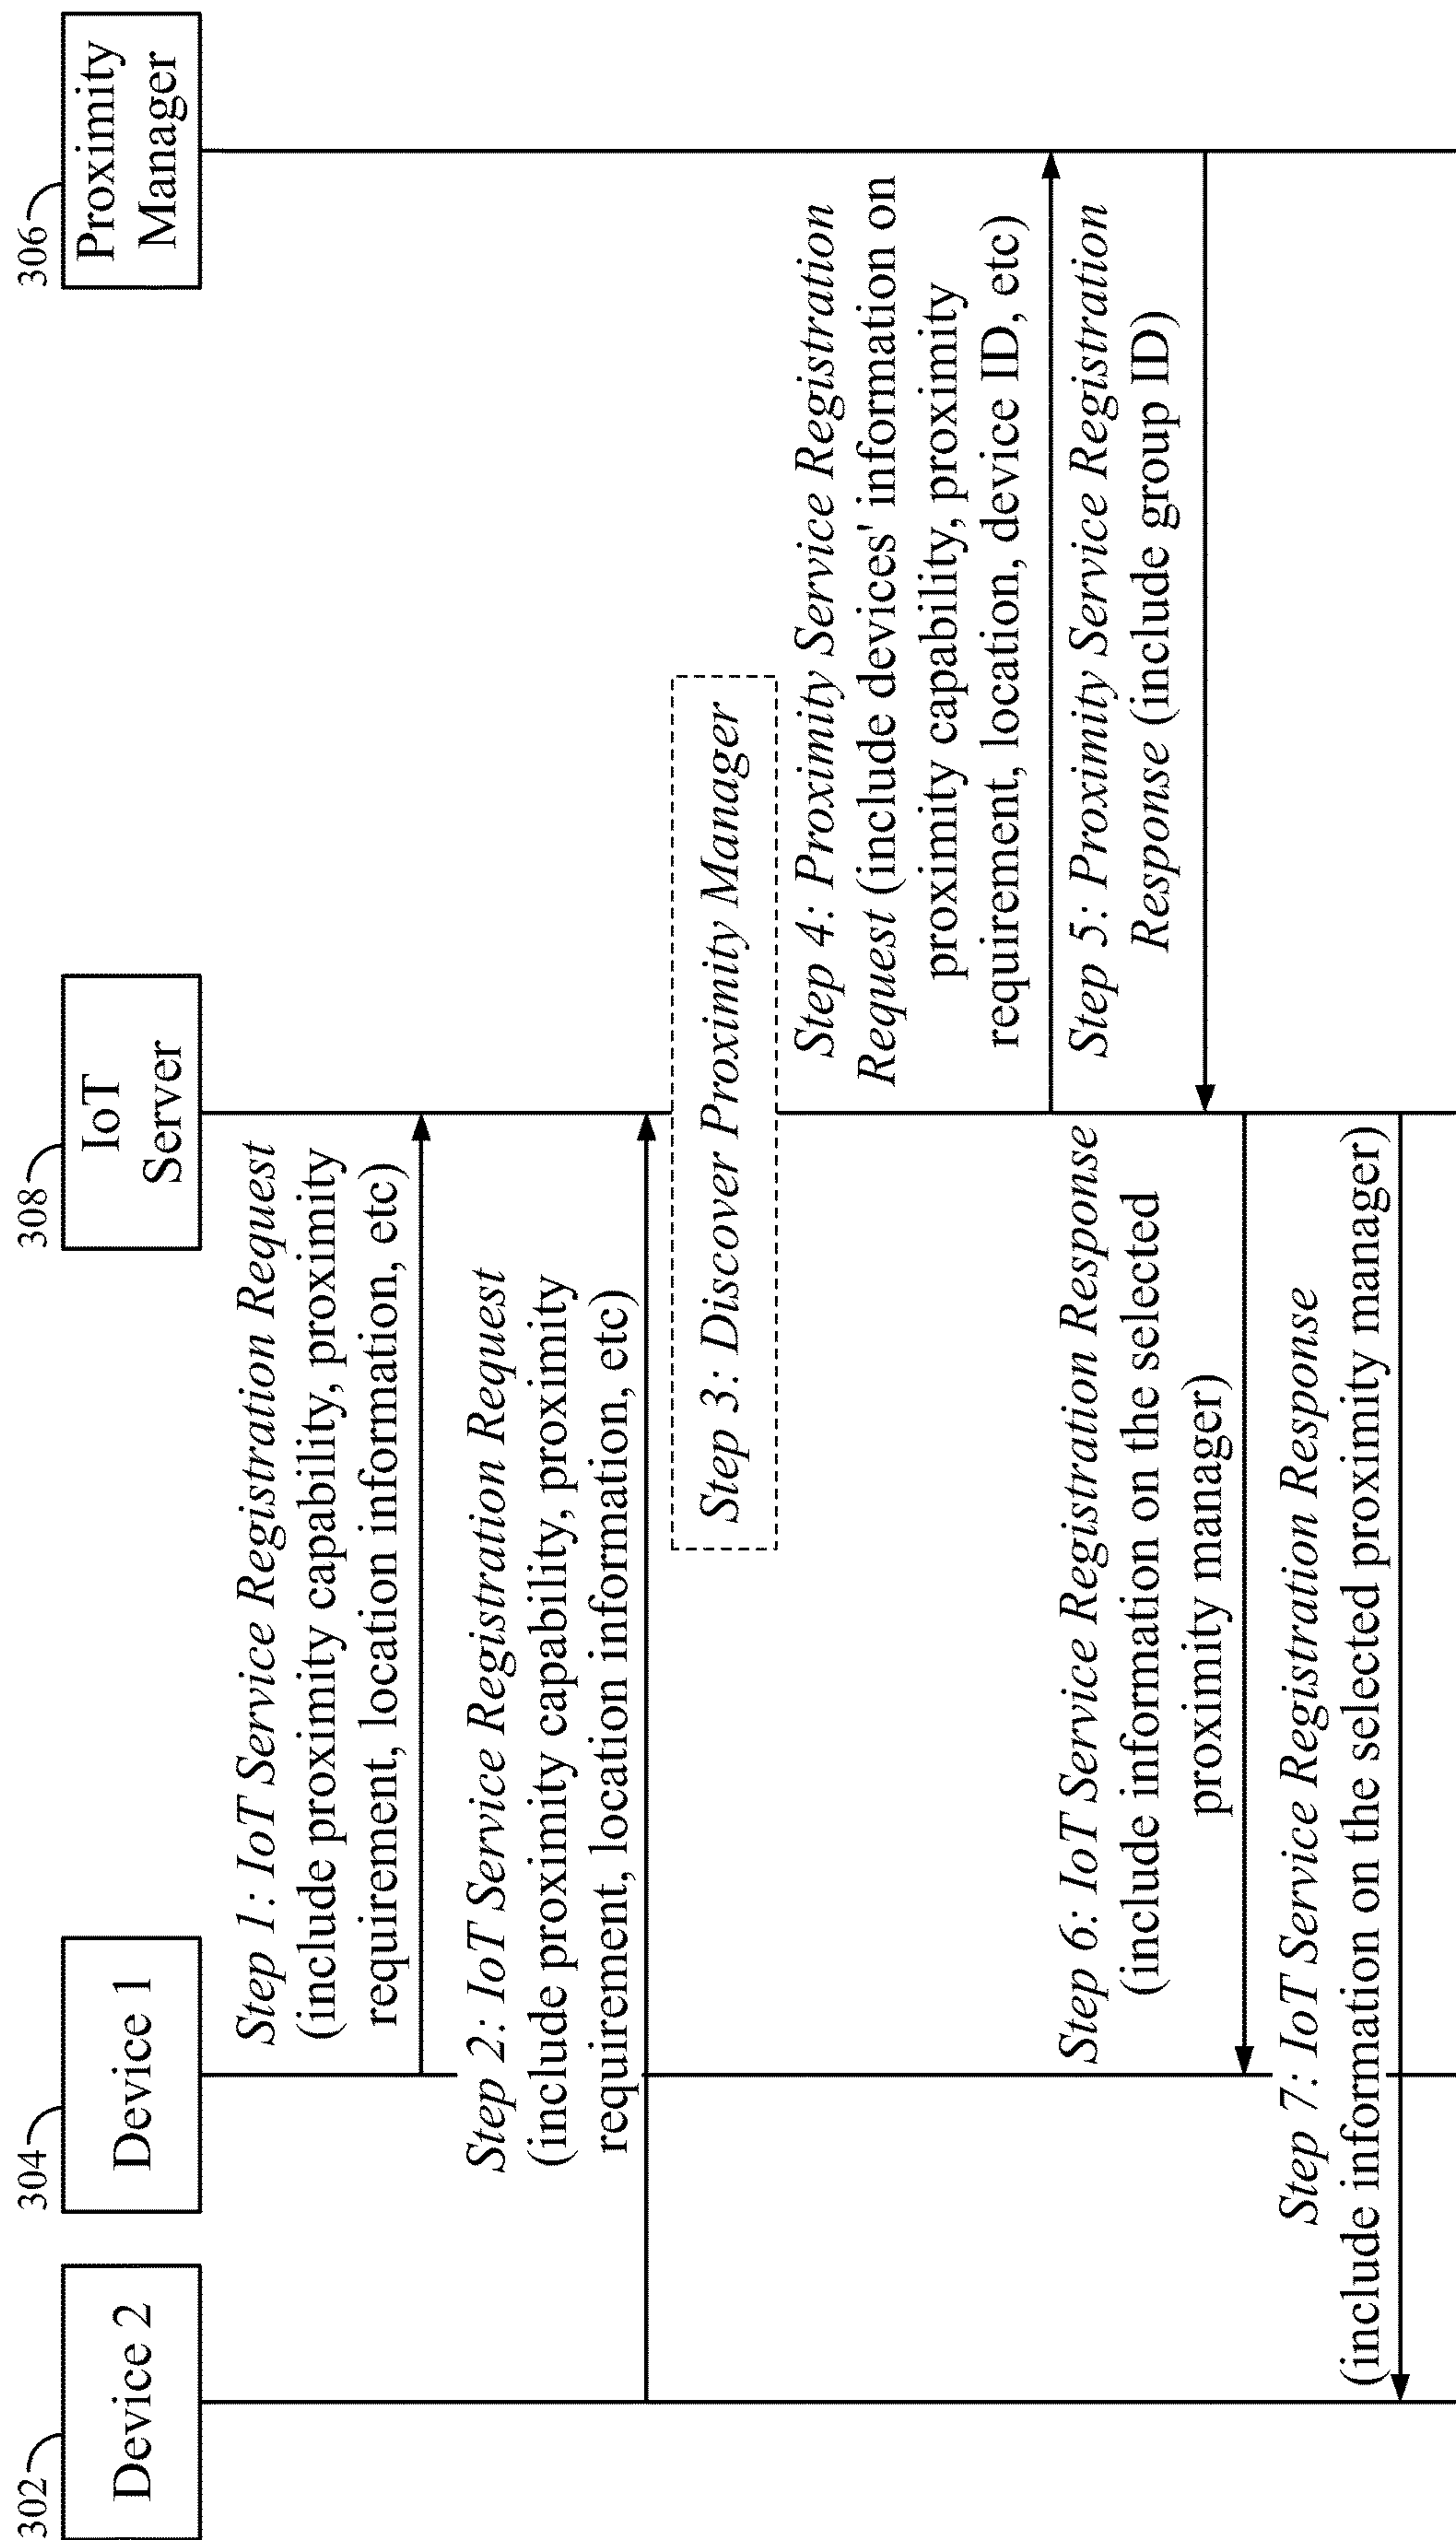 302
304
308
306
Device 2
Device 1
IoT
Server
Proximity
Manager
Step 1: IoT Service Registration Request
(include proximity capability, proximity
requirement, location information, etc)
Step 2: IoT Service Registration Request
(include proximity capability, proximity
requirement, location information, etc)
Step 3: Discover Proximity Manager
Step 4: Proximity Service Registration
Request (include devices' information on
proximity capability, proximity
requirement, location, device ID, etc)
Step 5: Proximity Service Registration
Response (include group ID)
Step 6: IoT Service Registration Response
(include information on the selected
proximity manager)
Step 7: IoT Service Registration Response
(include information on the selected proximity manager)